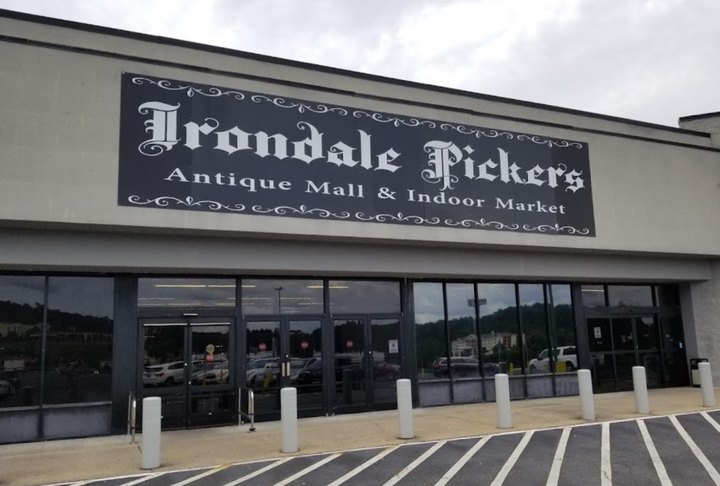 Irondale Pickers
Antique Mall & Indoor Market